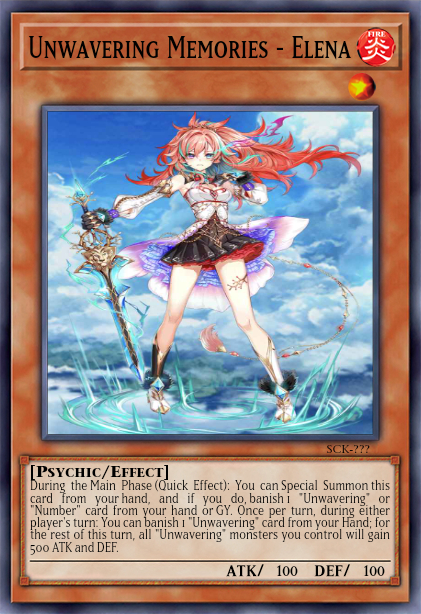 Unwavering Memories - Elena
FIRE
炎
SCK-???
[Psychic/Effect]
During the Main Phase (Quick Effect): You can Special Summon this
card from your hand, and if you do, banish 1 "Unwavering" or
"Number" card from your hand or GY. Once per turn, during either
player's turn: You can banish 1 "Unwavering" card from your Hand; for
the rest of this turn, all "Unwavering" monsters you control will gain
500 ATK and DEF.
ATK/ 100 DEF/ 100